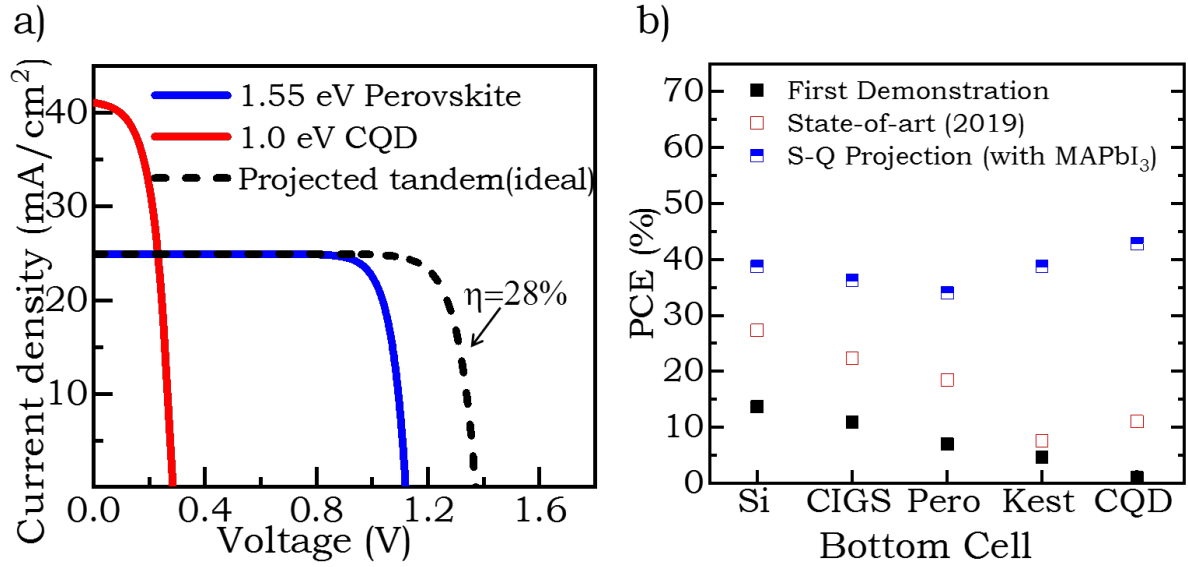 a)
Current density (mA/cm²)
40
30
20
10
1.55 eV Perovskite
1.0 eV CQD
Projected tandem(ideal)
η=28%
0.0 0.4 0.8 1.2 1.6
Voltage (V)
b)
PCE (%)
70
60
50
40
30
20
10
0
First Demonstration
State-of-art (2019)
S-Q Projection (with MAPbI₃)
Si CIGS Pero Kest CQD
Bottom Cell